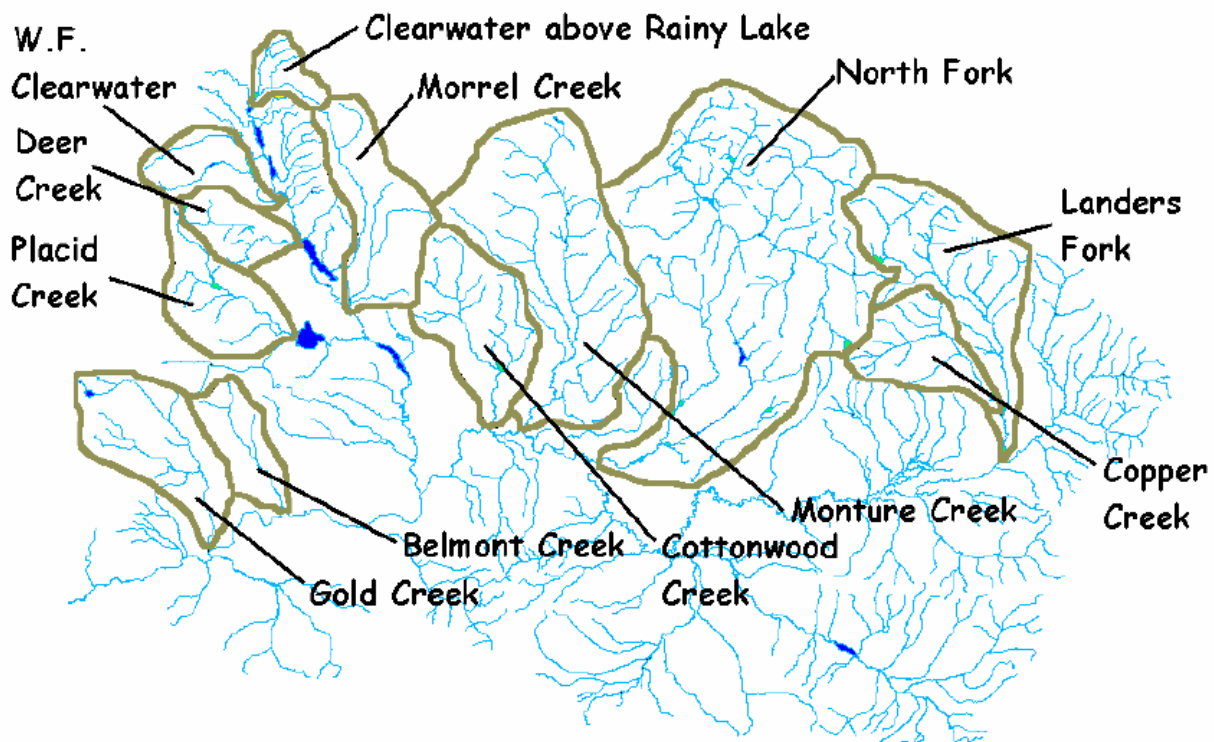 W.F.
Clearwater
Clearwater above Rainy Lake
Morrel Creek
North Fork
Deer
Creek
Placid
Creek
Landers
Fork
Copper
Creek
Monture Creek
Belmont Creek
Cottonwood
Creek
Gold Creek